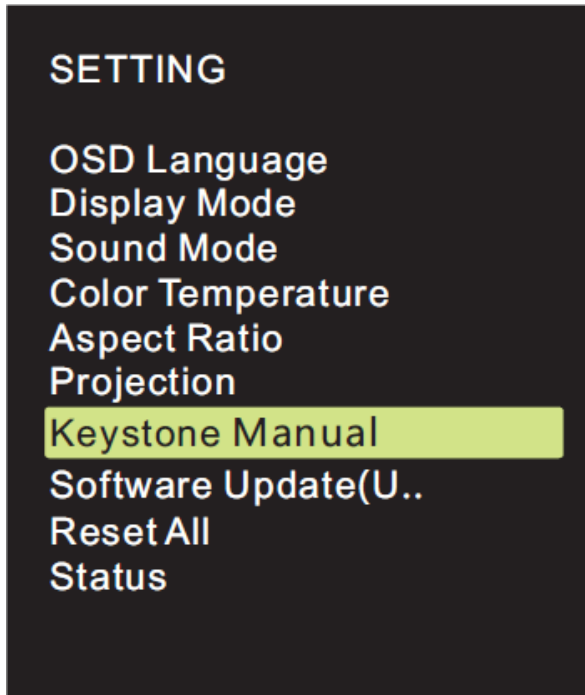 SETTING
OSD Language
Display Mode
Sound Mode
Color Temperature
Aspect Ratio
Projection
Keystone Manual
Software Update(U..
Reset All
Status